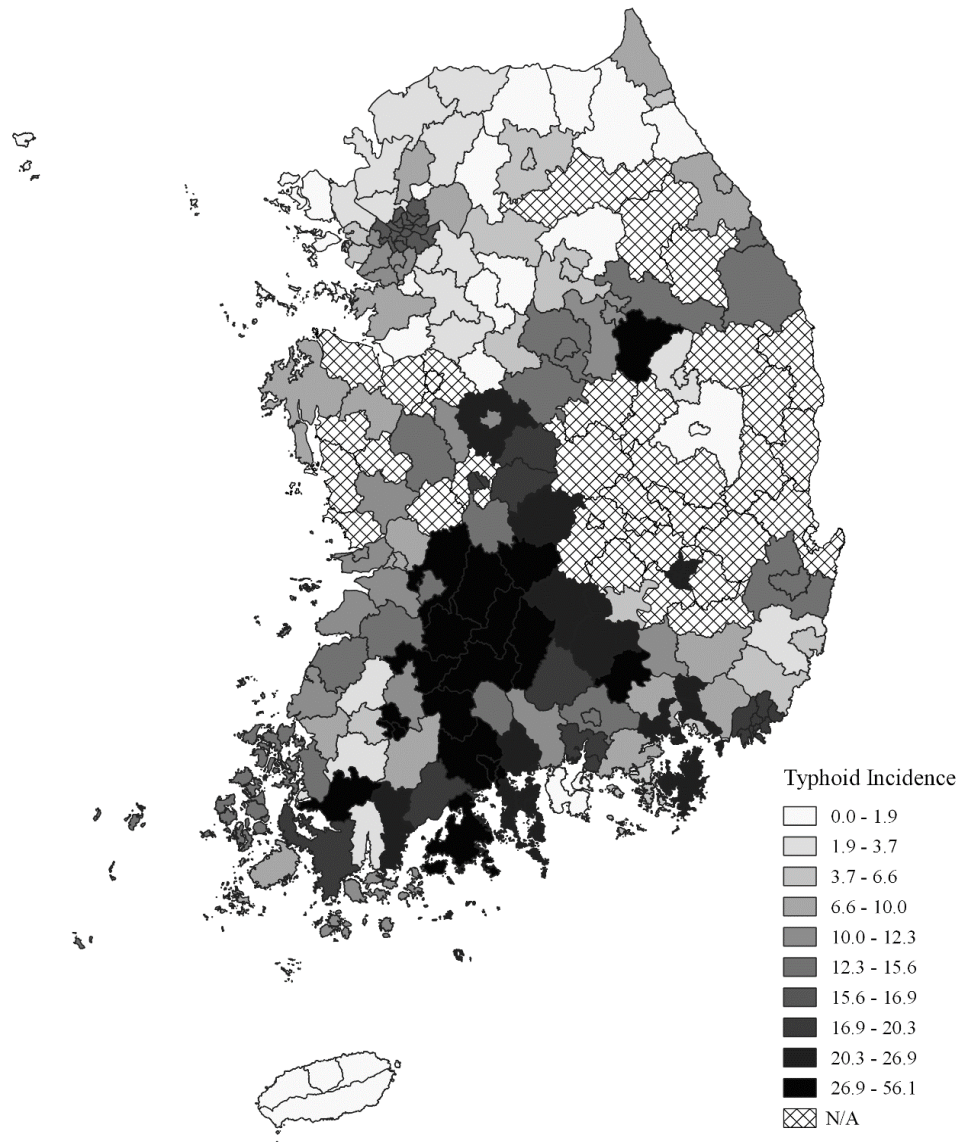 Typhoid Incidence
0.0 - 1.9
1.9 - 3.7
3.7 - 6.6
6.6 - 10.0
10.0 - 12.3
12.3 - 15.6
15.6 - 16.9
16.9 - 20.3
20.3 - 26.9
26.9 - 56.1
N/A